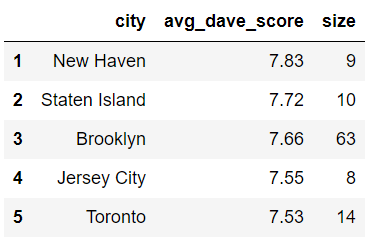 city avg_dave_score size
1 New Haven 7.83 9
2 Staten Island 7.72 10
3 Brooklyn 7.66 63
4 Jersey City 7.55 8
5 Toronto 7.53 14